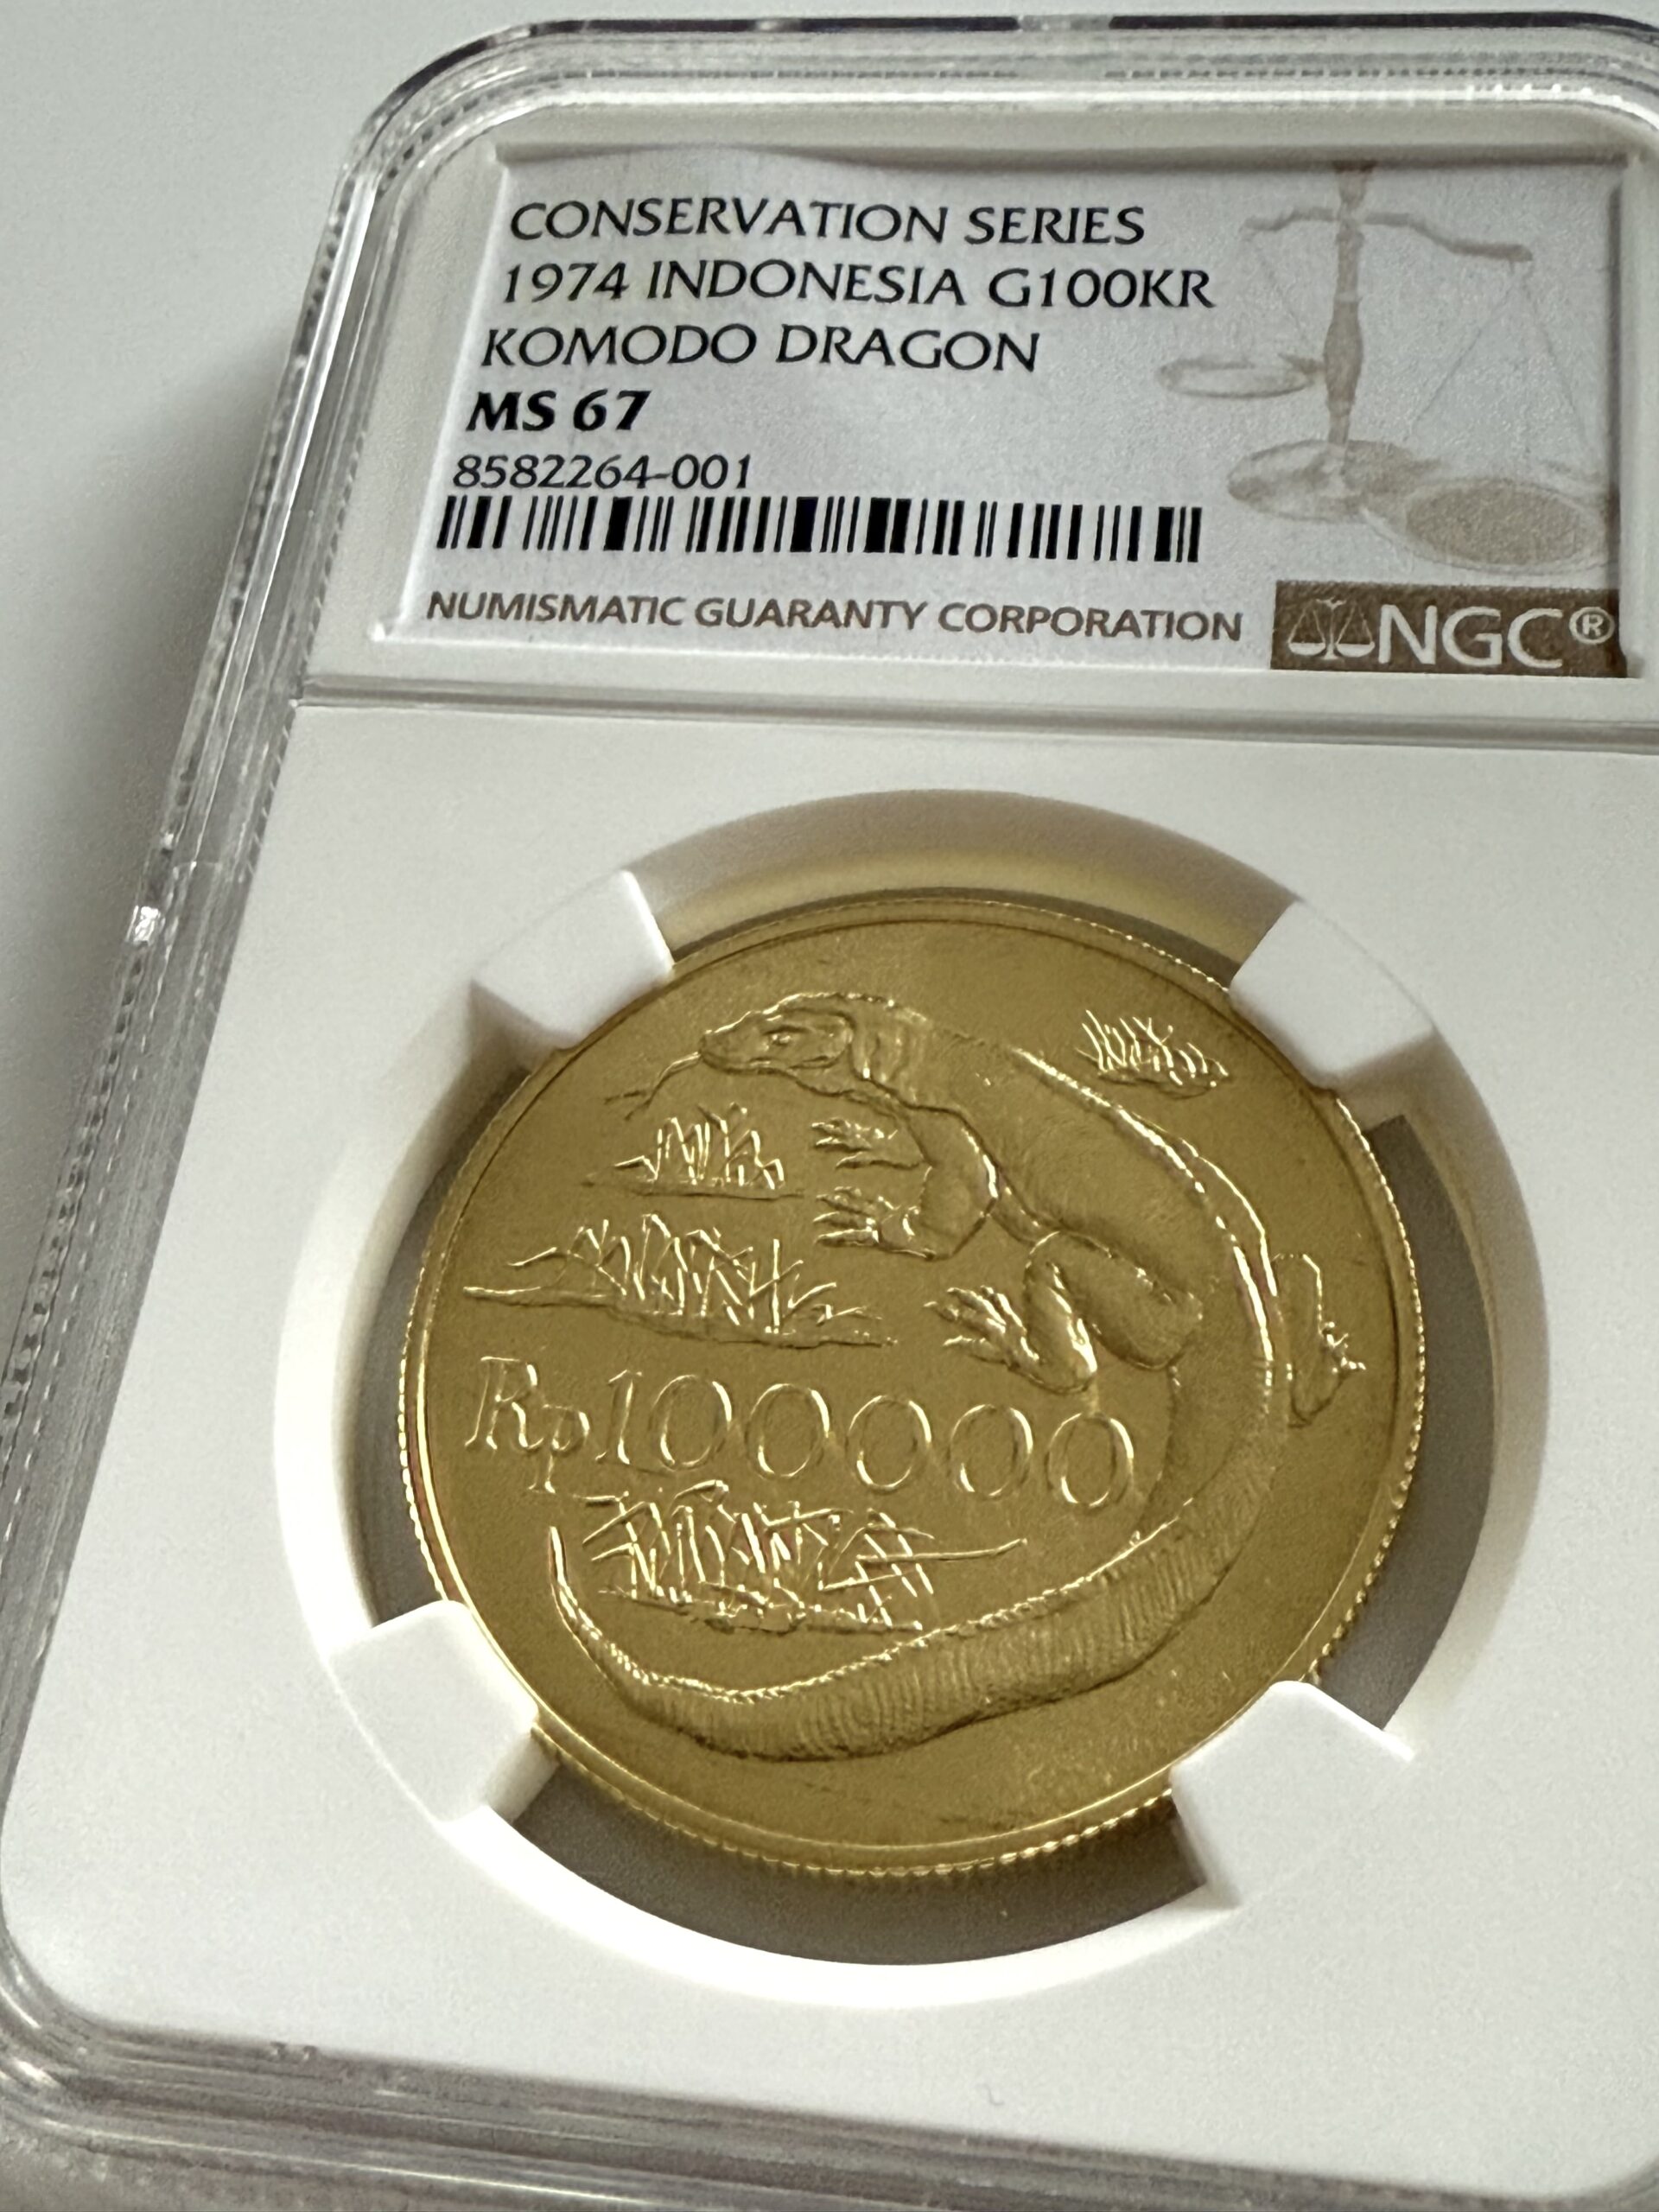 CONSERVATION SERIES
1974 INDONESIA G100KR
KOMODO DRAGON
MS 67
8582264-001
NUMISMATIC GUARANTY CORPORATION NGC®
Rp100000